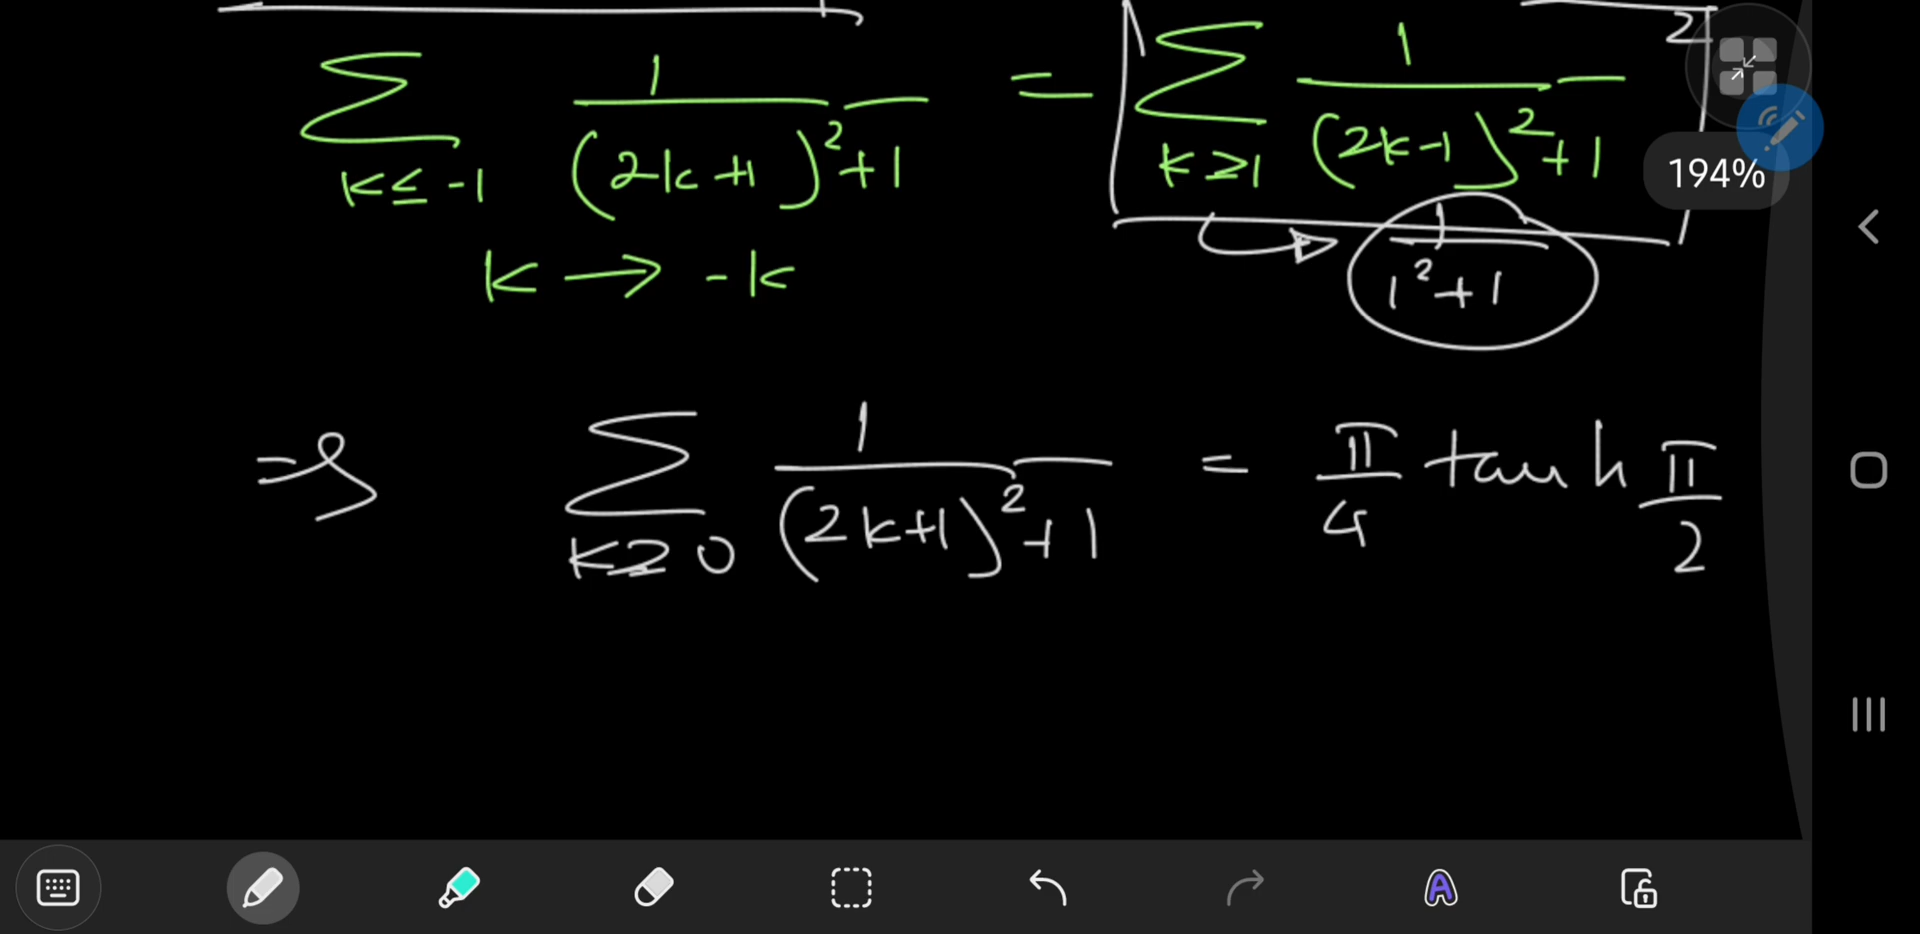 2
∑ k≤-1 1/((2k+1)²+1) = ∑ k≥1 1/((2k-1)²+1)
194%
k → -k
1/(1²+1)
⇒ ∑ k≥0 1/((2k+1)²+1) = π/4 tanh π/2
A